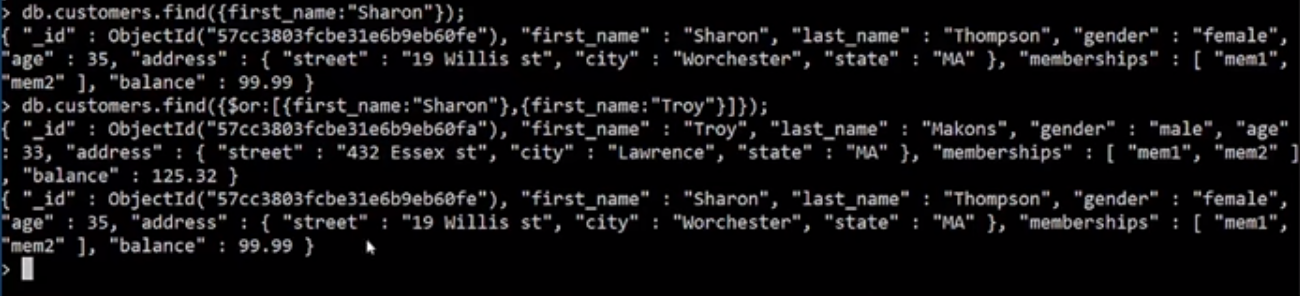 > db.customers.find({first_name:"Sharon"});
{ "_id" : ObjectId("57cc3803fcbe31e6b9eb60fe"), "first_name" : "Sharon", "last_name" : "Thompson", "gender" : "female",
"age" : 35, "address" : { "street" : "19 Willis st", "city" : "Worchester", "state" : "MA" }, "memberships" : [ "mem1",
"mem2" ], "balance" : 99.99 }
> db.customers.find({$or:[{first_name:"Sharon"},{first_name:"Troy"}]});
{ "_id" : ObjectId("57cc3803fcbe31e6b9eb60fa"), "first_name" : "Troy", "last_name" : "Makons", "gender" : "male", "age"
: 33, "address" : { "street" : "432 Essex st", "city" : "Lawrence", "state" : "MA" }, "memberships" : [ "mem1", "mem2" ]
, "balance" : 125.32 }
{ "_id" : ObjectId("57cc3803fcbe31e6b9eb60fe"), "first_name" : "Sharon", "last_name" : "Thompson", "gender" : "female",
"age" : 35, "address" : { "street" : "19 Willis st", "city" : "Worchester", "state" : "MA" }, "memberships" : [ "mem1",
"mem2" ], "balance" : 99.99 }
>